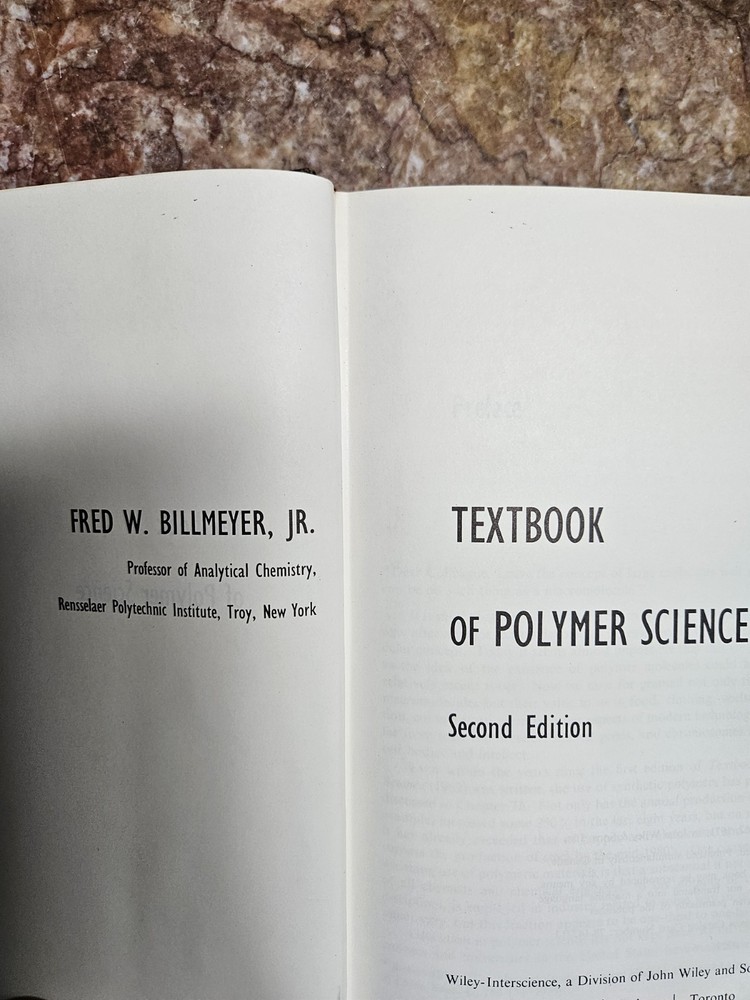 FRED W. BILLMEYER, JR.
Professor of Analytical Chemistry,
Rensselaer Polytechnic Institute, Troy, New York
TEXTBOOK
OF POLYMER SCIENCE
Second Edition
Wiley-Interscience, a Division of John Wiley and
Toronto